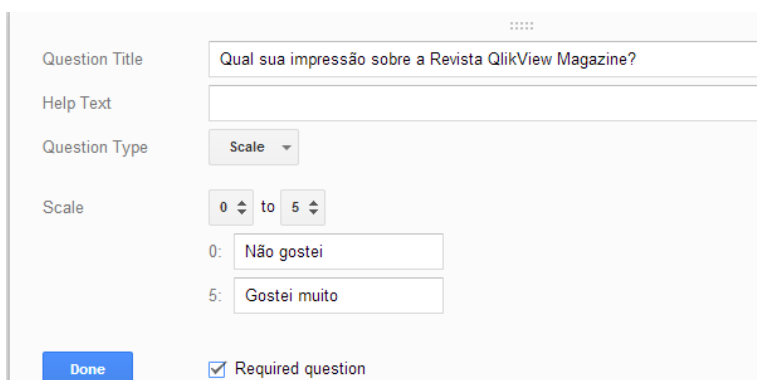 Question Title Qual sua impressão sobre a Revista QlikView Magazine?
Help Text
Question Type Scale
Scale 0 to 5
0: Não gostei
5: Gostei muito
Done Required question